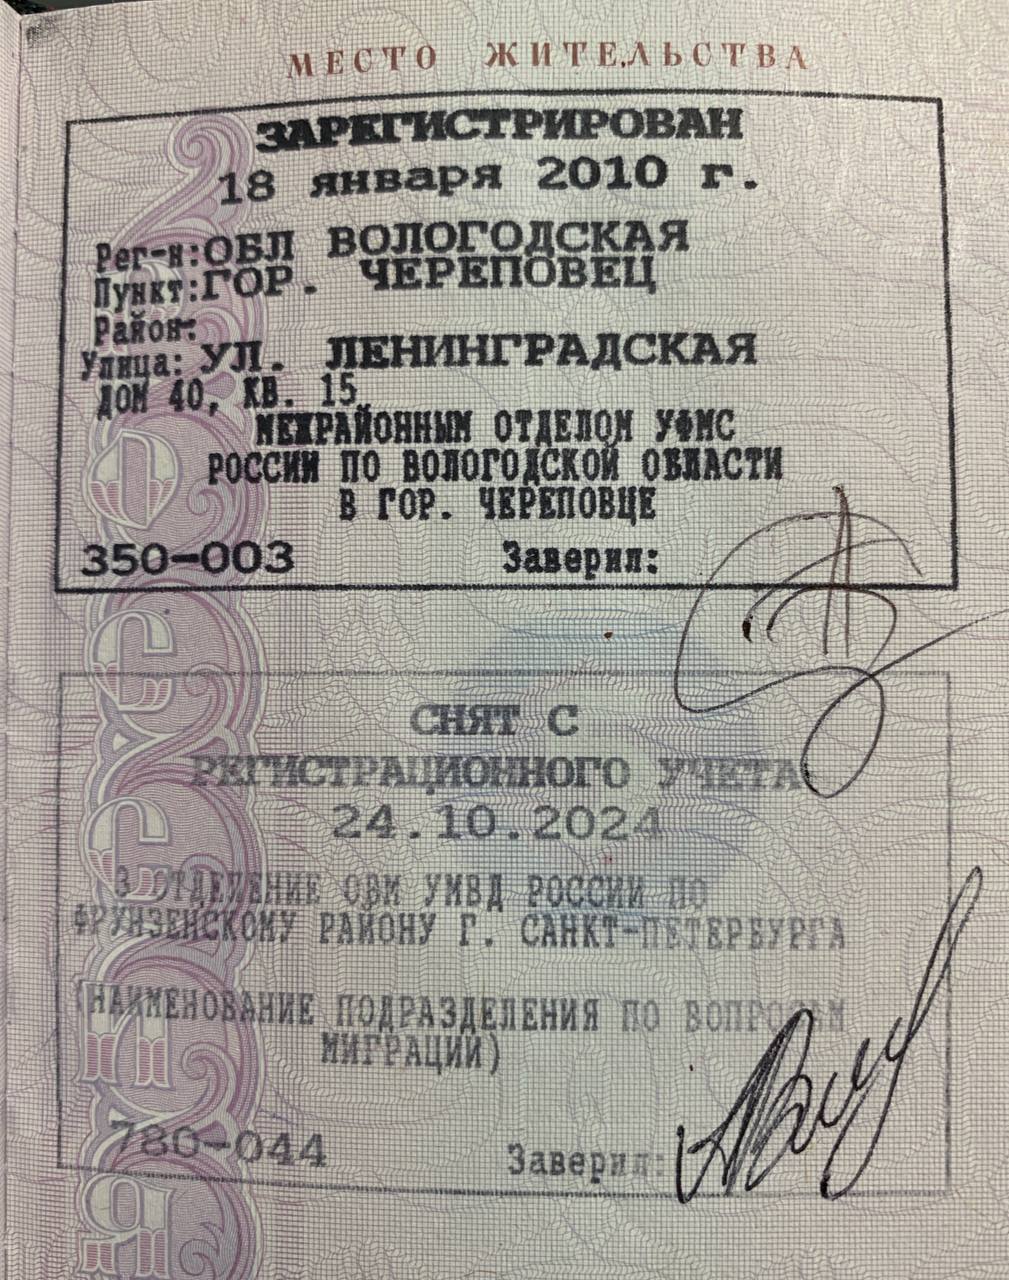 МЕСТО ЖИТЕЛЬСТВА
ЗАРЕГИСТРИРОВАН
18 января 2010 г.
Рег-н: ОБЛ ВОЛОГОДСКАЯ
Пункт: ГОР. ЧЕРЕПОВЕЦ
Район:
Улица: УЛ. ЛЕНИНГРАДСКАЯ
ДОМ 40, КВ. 15
МЕЖРАЙОННЫМ ОТДЕЛОМ УФМС
РОССИИ ПО ВОЛОГОДСКОЙ ОБЛАСТИ
В ГОР. ЧЕРЕПОВЦЕ
350-003 Заверил:
СНЯТ С
РЕГИСТРАЦИОННОГО УЧЕТА
24.10.2024
3 ОТДЕЛЕНИЕ ОВМ УМВД РОССИИ ПО
ФРУНЗЕНСКОМУ РАЙОНУ Г. САНКТ-ПЕТЕРБУРГА
(НАИМЕНОВАНИЕ ПОДРАЗДЕЛЕНИЯ ПО ВОПРОСАМ
МИГРАЦИИ)
780-044 Заверил: